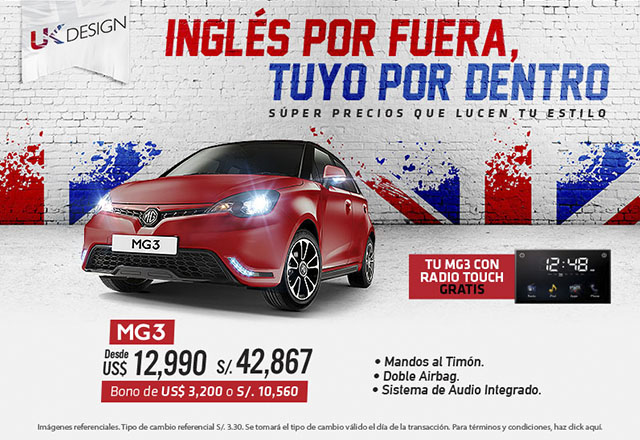 UK DESIGN
INGLÉS POR FUERA,
TUYO POR DENTRO
SÚPER PRECIOS QUE LUCEN TU ESTILO
MG
MG3
TU MG3 CON
RADIO TOUCH
GRATIS
12:48
MG3
Desde
US$ 12,990 S/. 42,867
Bono de US$ 3,200 o S/. 10,560
• Mandos al Timón.
• Doble Airbag.
• Sistema de Audio Integrado.
Imágenes referenciales. Tipo de cambio referencial S/. 3.30. Se tomará el tipo de cambio válido el día de la transacción. Para términos y condiciones, haz click aquí.